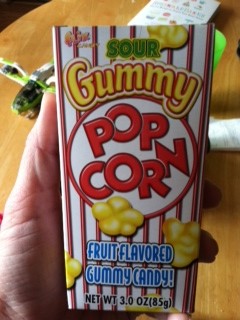 SOUR
Gummy
POP
CORN
FRUIT FLAVORED
GUMMY CANDY!
NET WT 3.0 OZ(85g)